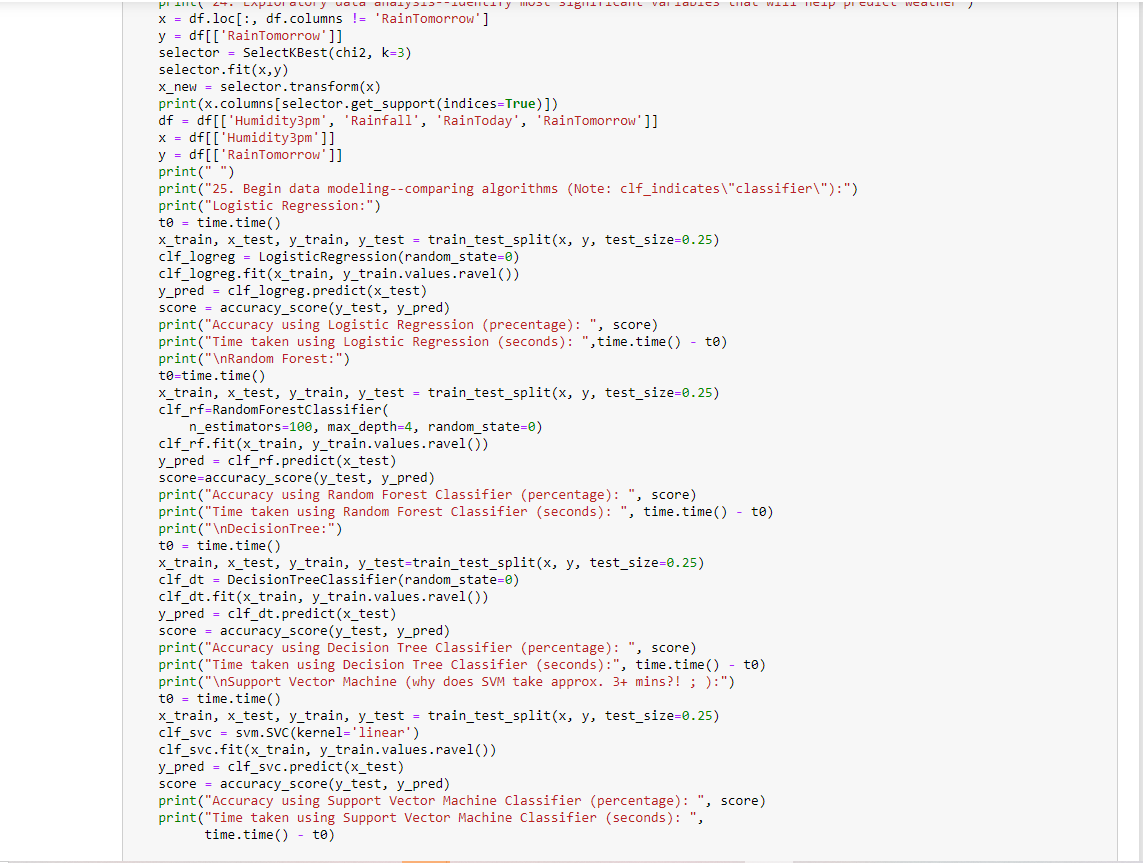 print("24. Exploratory data analysis--identify most significant variables that will help predict weather")
x = df.loc[:, df.columns != 'RainTomorrow']
y = df[['RainTomorrow']]
selector = SelectKBest(chi2, k=3)
selector.fit(x,y)
x_new = selector.transform(x)
print(x.columns[selector.get_support(indices=True)])
df = df[['Humidity3pm', 'Rainfall', 'RainToday', 'RainTomorrow']]
x = df[['Humidity3pm']]
y = df[['RainTomorrow']]
print(" ")
print("25. Begin data modeling--comparing algorithms (Note: clf_indicates\"classifier\"):")
print("Logistic Regression:")
t0 = time.time()
x_train, x_test, y_train, y_test = train_test_split(x, y, test_size=0.25)
clf_logreg = LogisticRegression(random_state=0)
clf_logreg.fit(x_train, y_train.values.ravel())
y_pred = clf_logreg.predict(x_test)
score = accuracy_score(y_test, y_pred)
print("Accuracy using Logistic Regression (precentage): ", score)
print("Time taken using Logistic Regression (seconds): ",time.time() - t0)
print("\nRandom Forest:")
t0=time.time()
x_train, x_test, y_train, y_test = train_test_split(x, y, test_size=0.25)
clf_rf=RandomForestClassifier(
    n_estimators=100, max_depth=4, random_state=0)
clf_rf.fit(x_train, y_train.values.ravel())
y_pred = clf_rf.predict(x_test)
score=accuracy_score(y_test, y_pred)
print("Accuracy using Random Forest Classifier (percentage): ", score)
print("Time taken using Random Forest Classifier (seconds): ", time.time() - t0)
print("\nDecisionTree:")
t0 = time.time()
x_train, x_test, y_train, y_test=train_test_split(x, y, test_size=0.25)
clf_dt = DecisionTreeClassifier(random_state=0)
clf_dt.fit(x_train, y_train.values.ravel())
y_pred = clf_dt.predict(x_test)
score = accuracy_score(y_test, y_pred)
print("Accuracy using Decision Tree Classifier (percentage): ", score)
print("Time taken using Decision Tree Classifier (seconds):", time.time() - t0)
print("\nSupport Vector Machine (why does SVM take approx. 3+ mins?! ; ):")
t0 = time.time()
x_train, x_test, y_train, y_test = train_test_split(x, y, test_size=0.25)
clf_svc = svm.SVC(kernel='linear')
clf_svc.fit(x_train, y_train.values.ravel())
y_pred = clf_svc.predict(x_test)
score = accuracy_score(y_test, y_pred)
print("Accuracy using Support Vector Machine Classifier (percentage): ", score)
print("Time taken using Support Vector Machine Classifier (seconds): ",
      time.time() - t0)